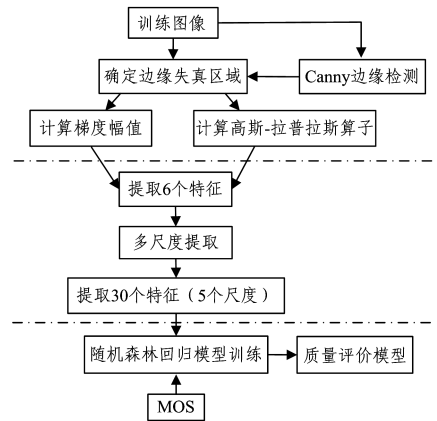 训练图像
确定边缘失真区域
Canny边缘检测
计算梯度幅值
计算高斯-拉普拉斯算子
提取6个特征
多尺度提取
提取30个特征（5个尺度）
随机森林回归模型训练
质量评价模型
MOS